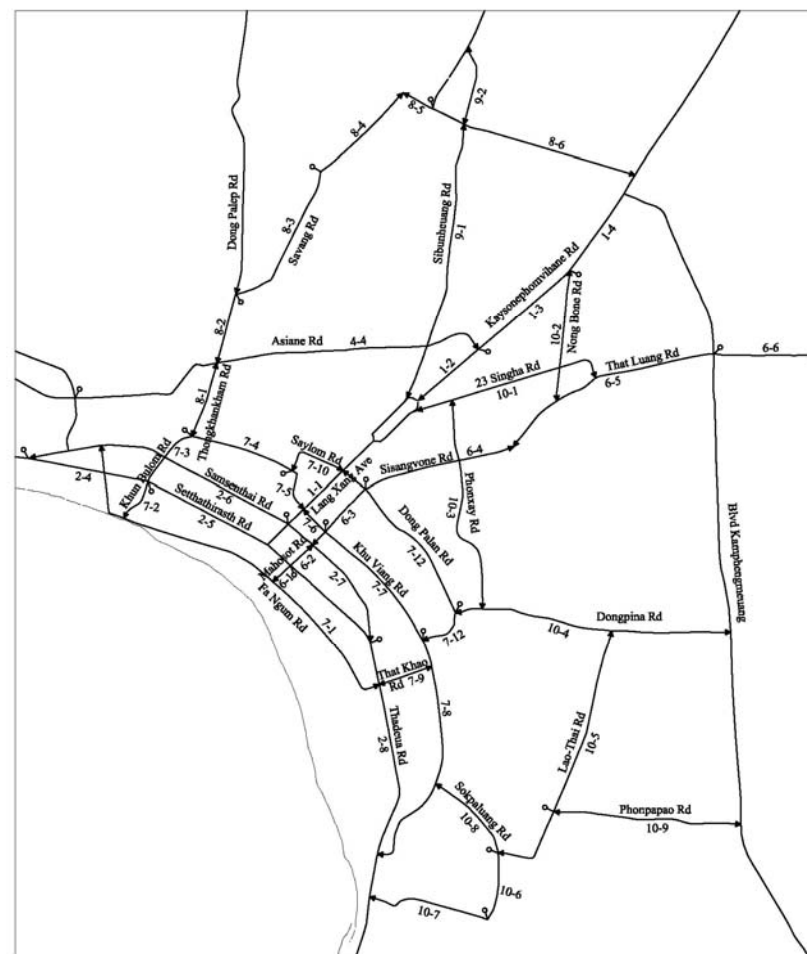 9-2
8-5
8-4
8-6
Dong Palep Rd
Sibunheuang Rd
9-1
8-3
Savang Rd
1-4
Kaysonephomvihane Rd
1-3
Nong Bone Rd
10-2
8-2
Asiane Rd
4-4
1-2
23 Singha Rd
10-1
That Luang Rd
6-5
6-6
8-1
Thongkhankham Rd
Khun Bulom Rd
7-3
7-4
Saylom Rd
7-10
7-5
1-1
Lang Xang Ave
Sisangvone Rd
6-4
2-4
7-2
Samsenthai Rd
2-6
Setthathirasth Rd
2-5
7-6
6-3
Phonxay Rd
10-3
Dong Palan Rd
7-12
Blvd Kamphengmeuang
Mahosot Rd
6-2
6-16
Fa Ngum Rd
7-1
2-7
Khu Viang Rd
7-7
7-12
Dongpina Rd
10-4
That Khao
Rd
7-9
7-8
Thadeua Rd
2-8
Lao-Thai Rd
10-5
Sokpaluang Rd
10-8
Phonpapao Rd
10-9
10-6
10-7